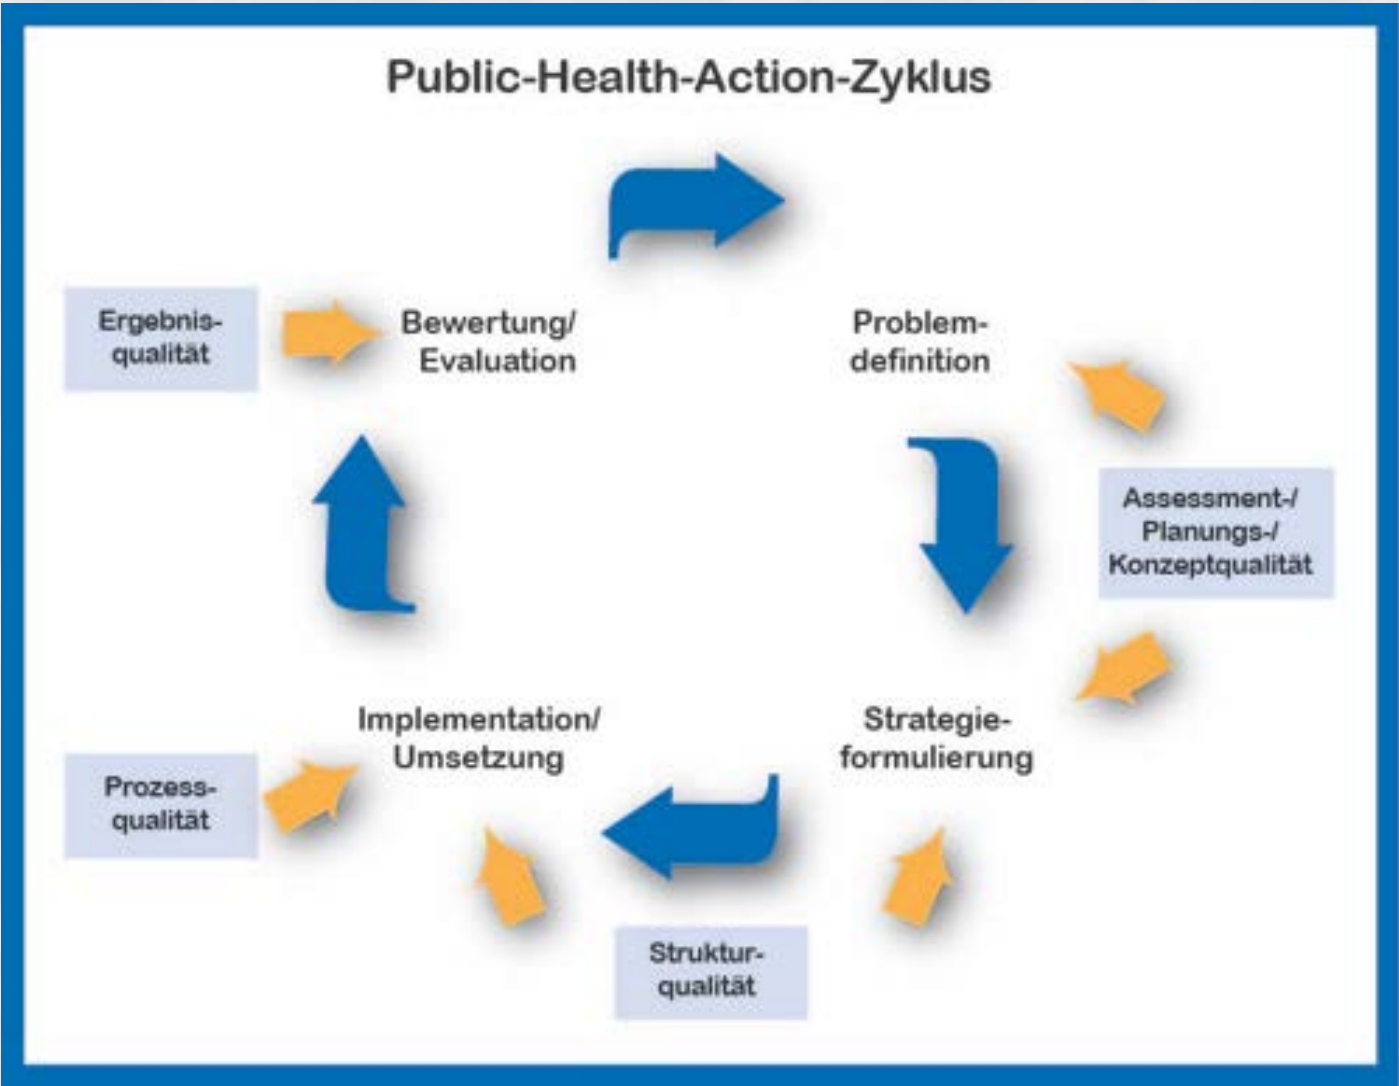 Public-Health-Action-Zyklus
Ergebnis-
qualität
Bewertung/
Evaluation
Problem-
definition
Assessment-/
Planungs-/
Konzeptqualität
Implementation/
Umsetzung
Strategie-
formulierung
Prozess-
qualität
Struktur-
qualität